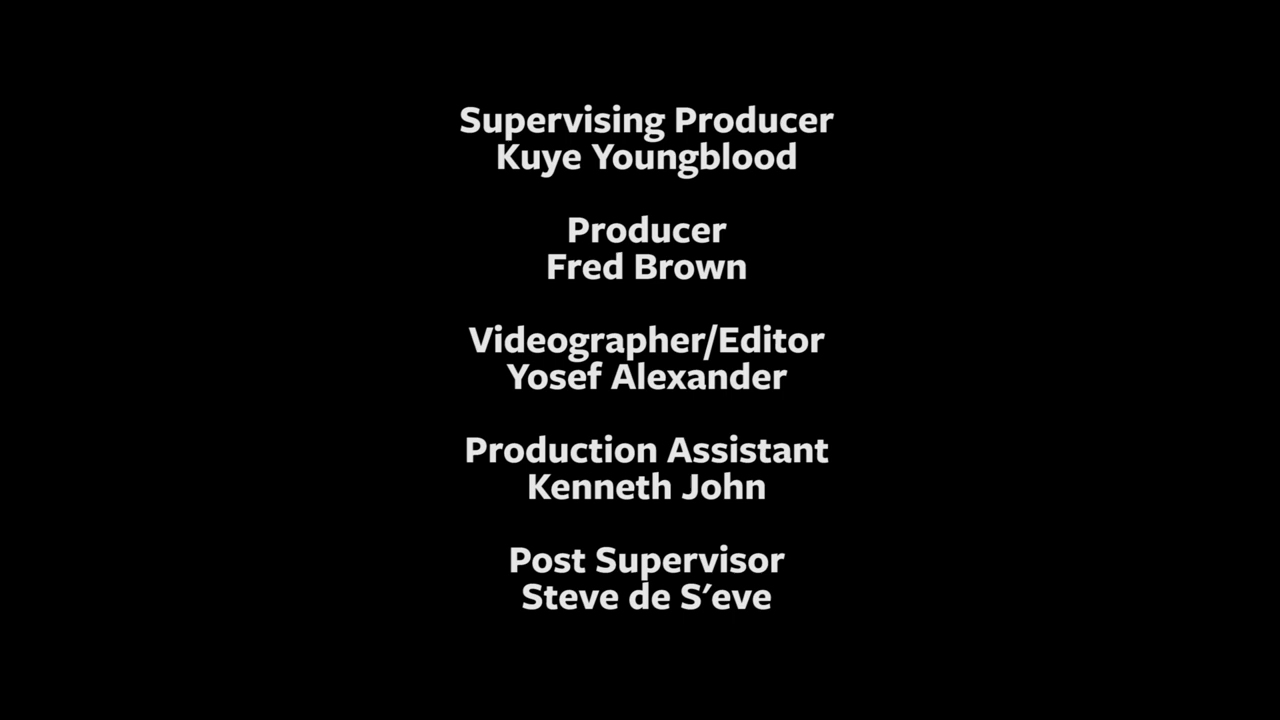 Supervising Producer
Kuye Youngblood
Producer
Fred Brown
Videographer/Editor
Yosef Alexander
Production Assistant
Kenneth John
Post Supervisor
Steve de S′eve